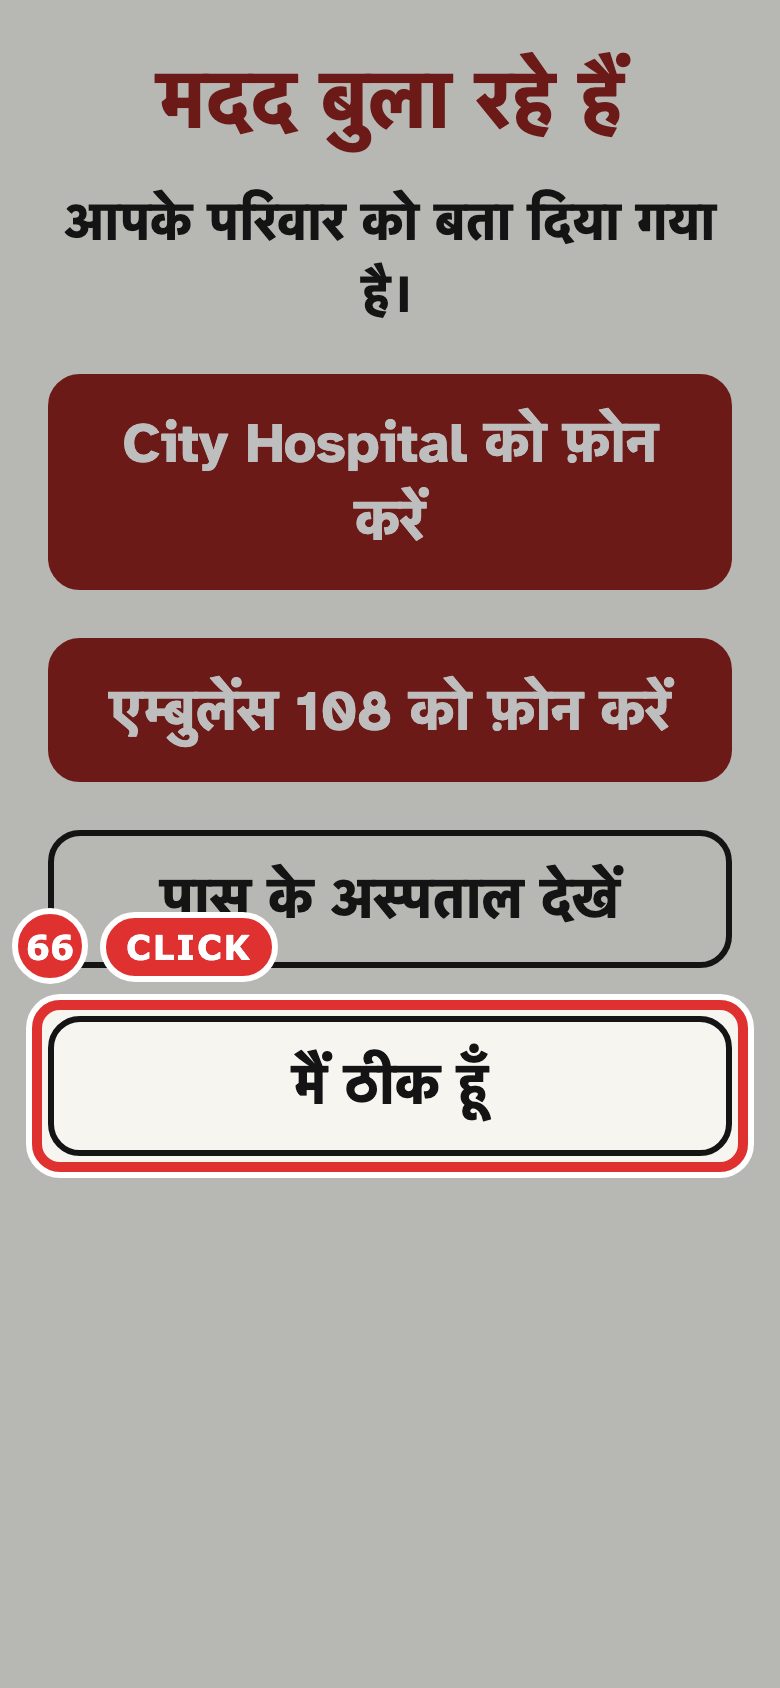 मदद बुला रहे हैं
आपके परिवार को बता दिया गया
है।
City Hospital को फ़ोन
करें
एम्बुलेंस 108 को फ़ोन करें
पास के अस्पताल देखें
66 CLICK
मैं ठीक हूँ